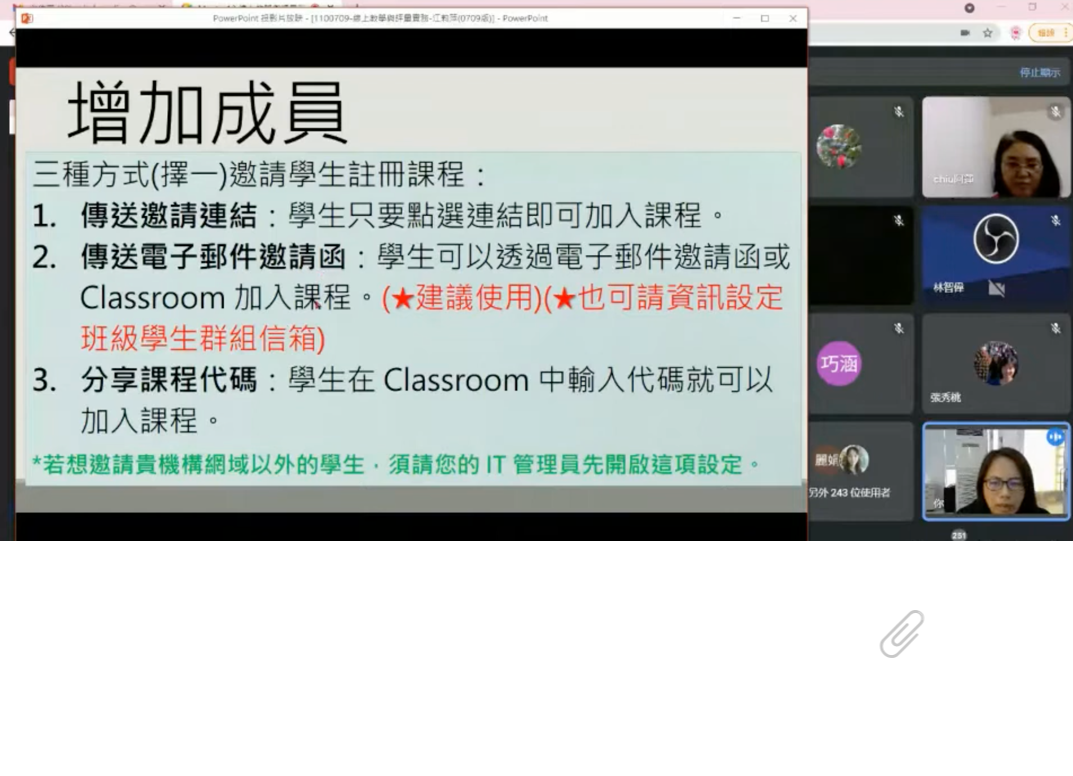 PowerPoint 投影片放映 - [1100709-線上教學與評量實務-江教授(0709版)] - PowerPoint
停止顯示
增加成員
三種方式(擇一)邀請學生註冊課程：
1. 傳送邀請連結：學生只要點選連結即可加入課程。
2. 傳送電子郵件邀請函：學生可以透過電子郵件邀請函或
Classroom 加入課程。(★建議使用)(★也可請資訊設定
班級學生群組信箱)
3. 分享課程代碼：學生在 Classroom 中輸入代碼就可以
加入課程。
*若想邀請貴機構網域以外的學生，須請您的 IT 管理員先開啟這項設定。
林智偉
巧涵
張秀桃
麗娟
另外 243 位使用者
你
251